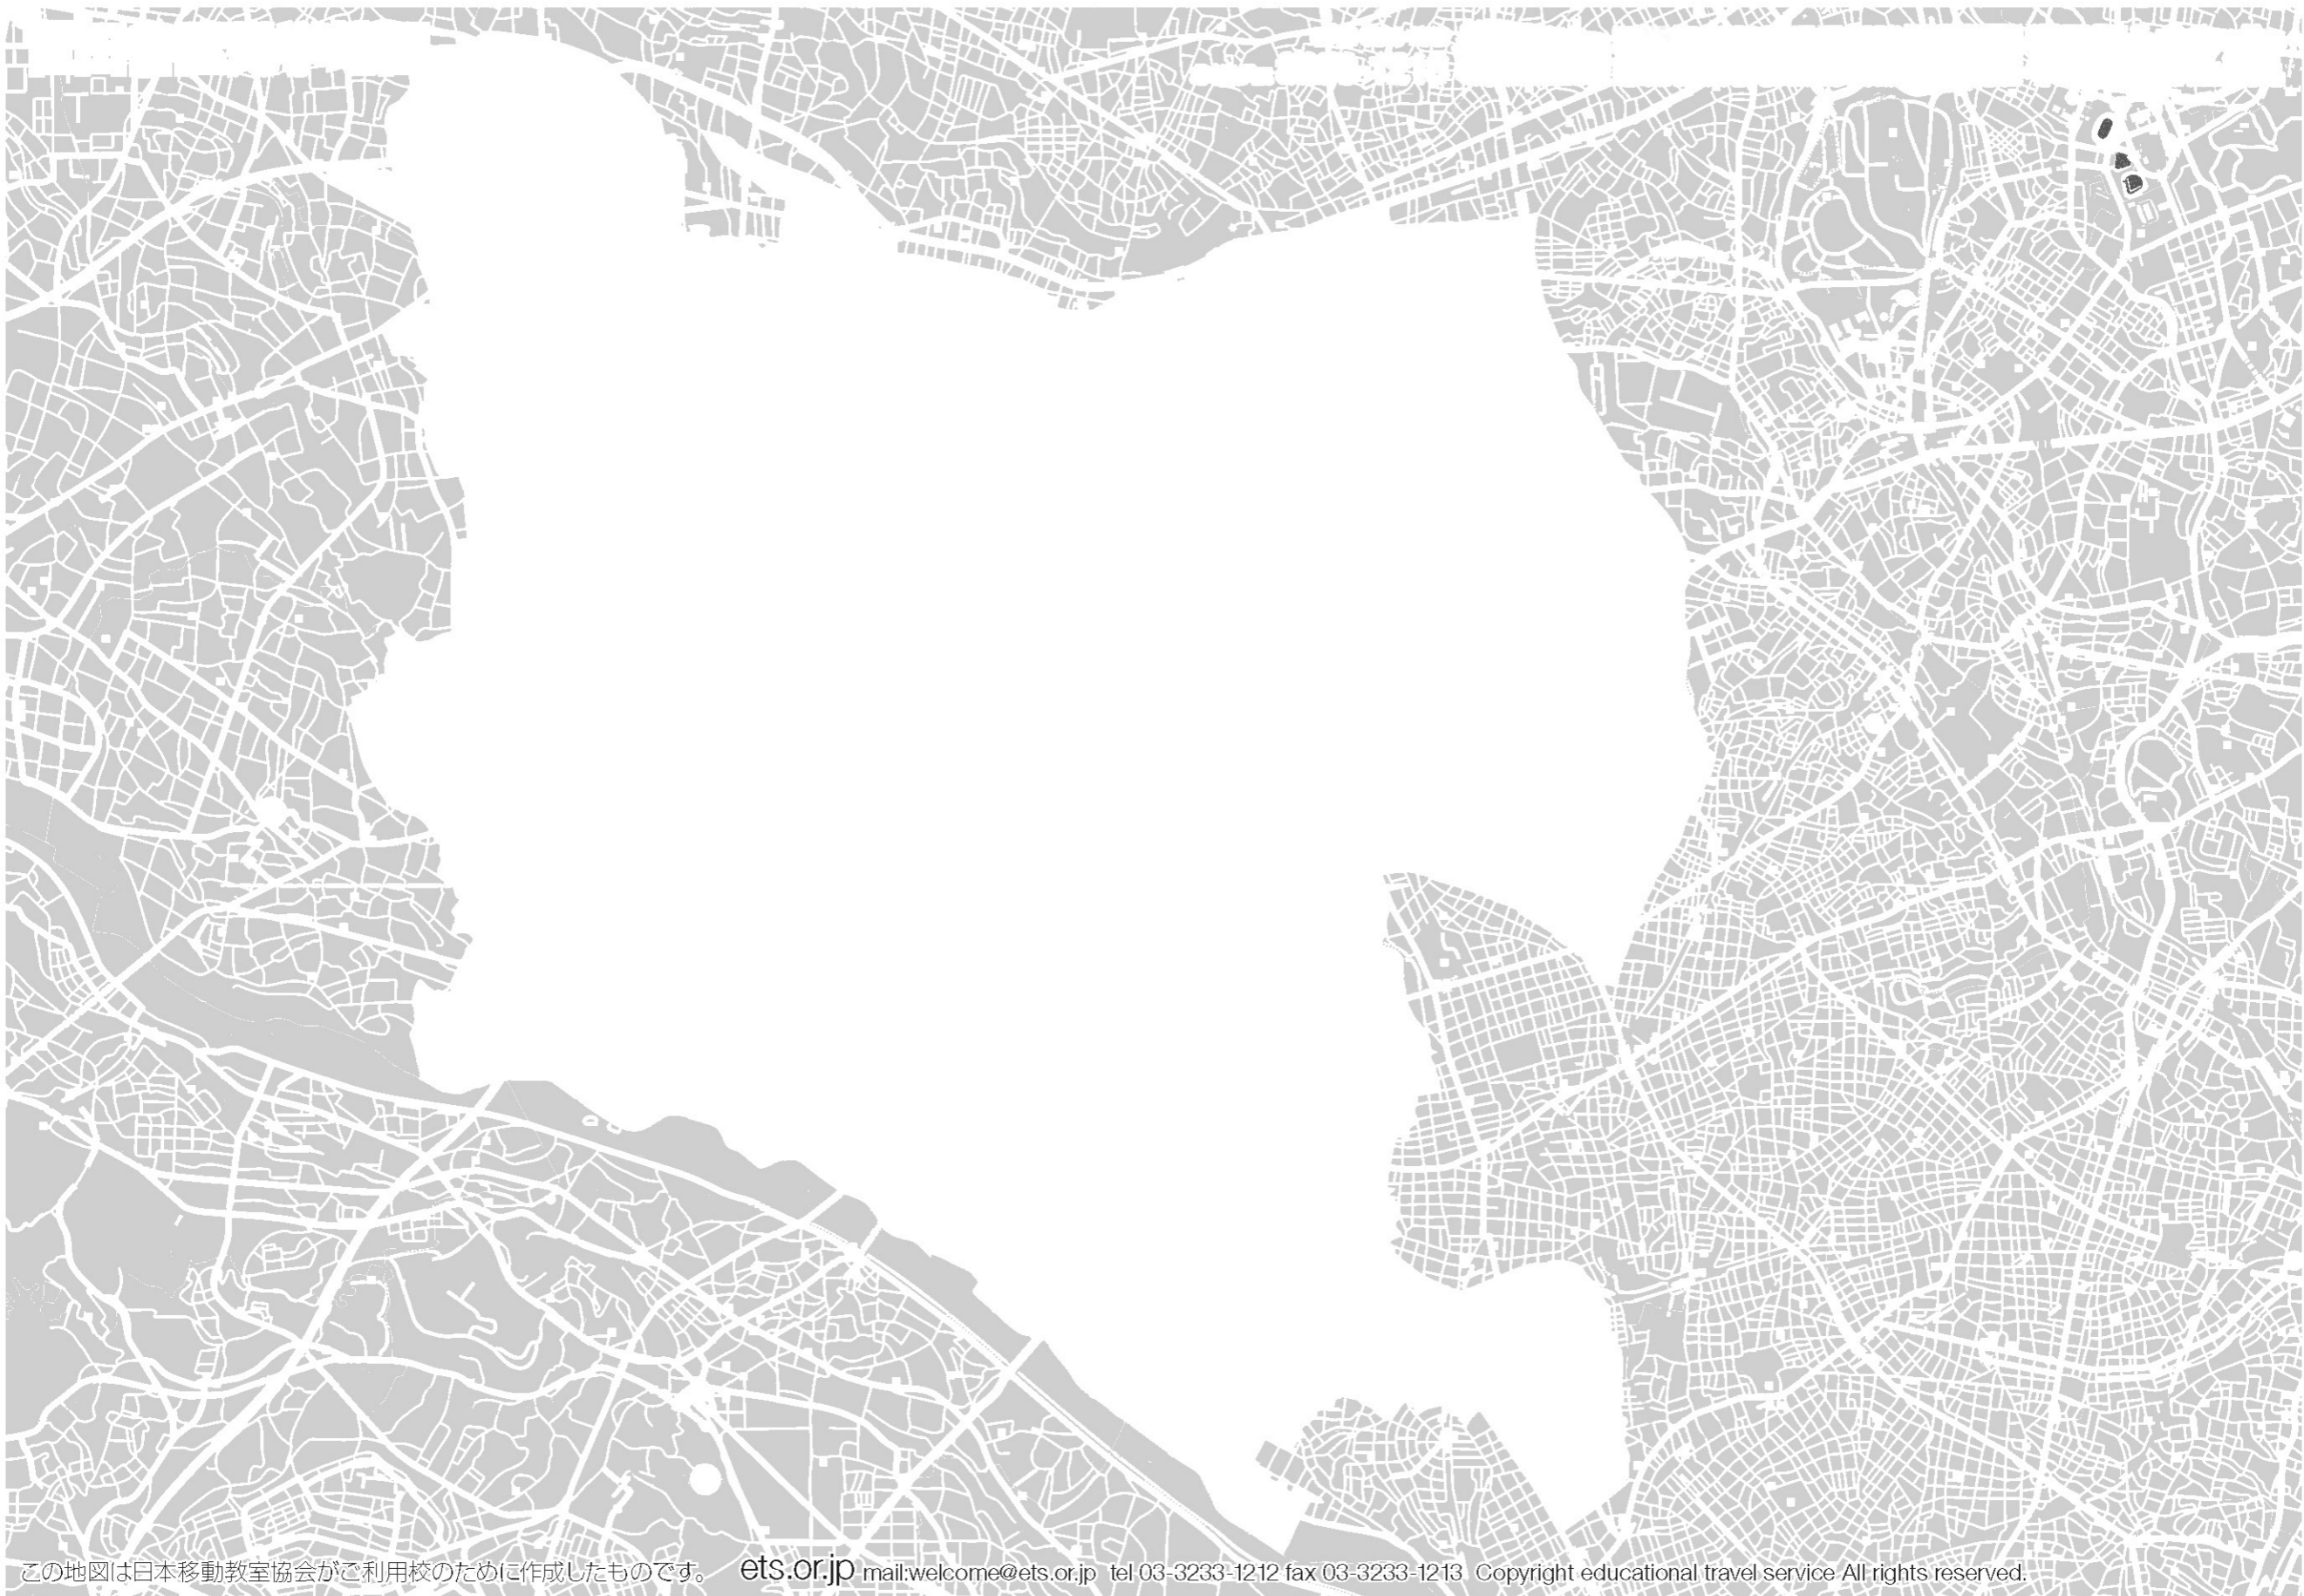 この地図は日本移動教室協会がご利用校のために作成したものです。 ets.or.jp mail:welcome@ets.or.jp tel 03-3233-1212 fax 03-3233-1213 Copyright educational travel service All rights reserved.